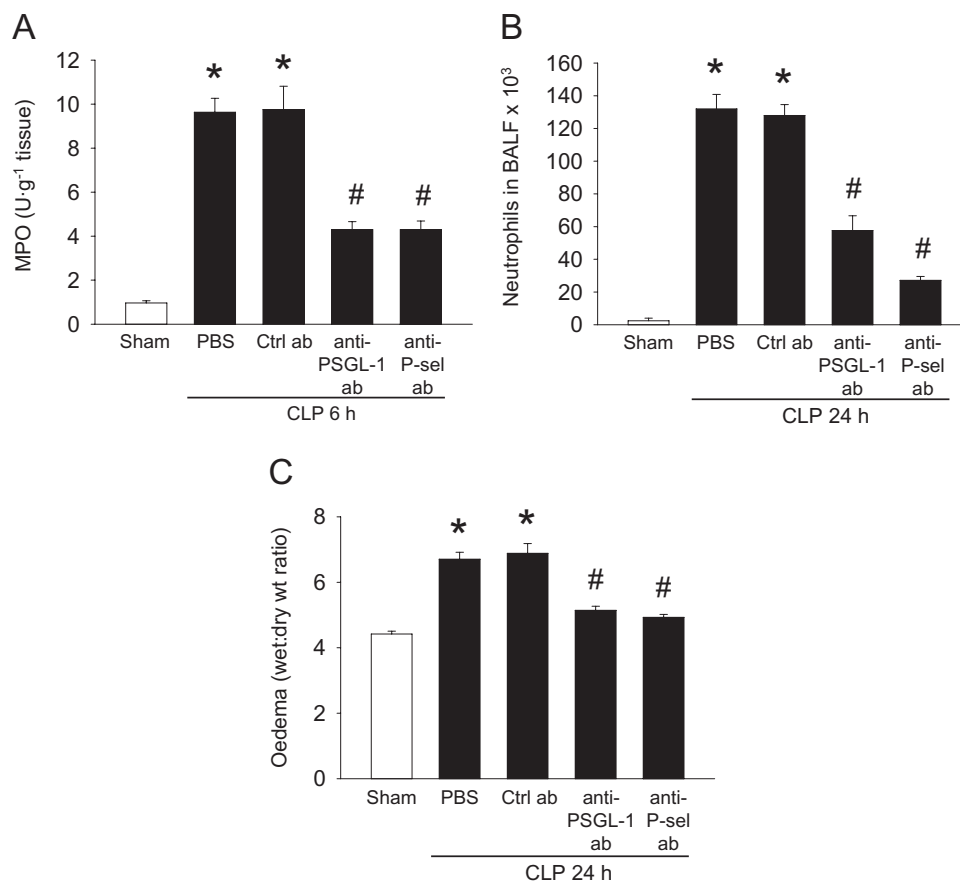 A
MPO (U·g⁻¹ tissue)
12
10
8
6
4
2
0
*
*
#
#
Sham
PBS
Ctrl ab
anti-
PSGL-1
ab
anti-
P-sel
ab
CLP 6 h
B
Neutrophils in BALF x 10³
160
140
120
100
80
60
40
20
0
*
*
#
#
Sham
PBS
Ctrl ab
anti-
PSGL-1
ab
anti-
P-sel
ab
CLP 24 h
C
Oedema (wet:dry wt ratio)
8
6
4
2
0
*
*
#
#
Sham
PBS
Ctrl ab
anti-
PSGL-1
ab
anti-
P-sel
ab
CLP 24 h